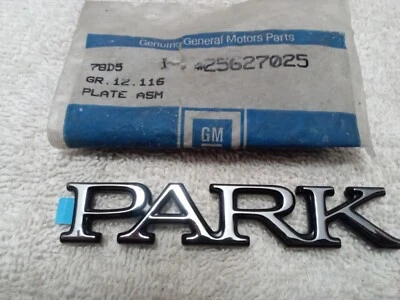 Genuine General Motors Parts
78D5 25627025
GR.12.116
PLATE ASM
GM
PARK